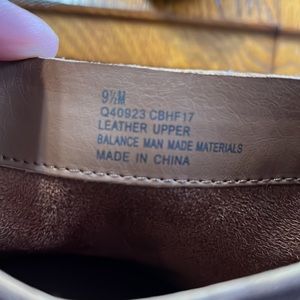 9½M
Q40923 CBHF17
LEATHER UPPER
BALANCE MAN MADE MATERIALS
MADE IN CHINA